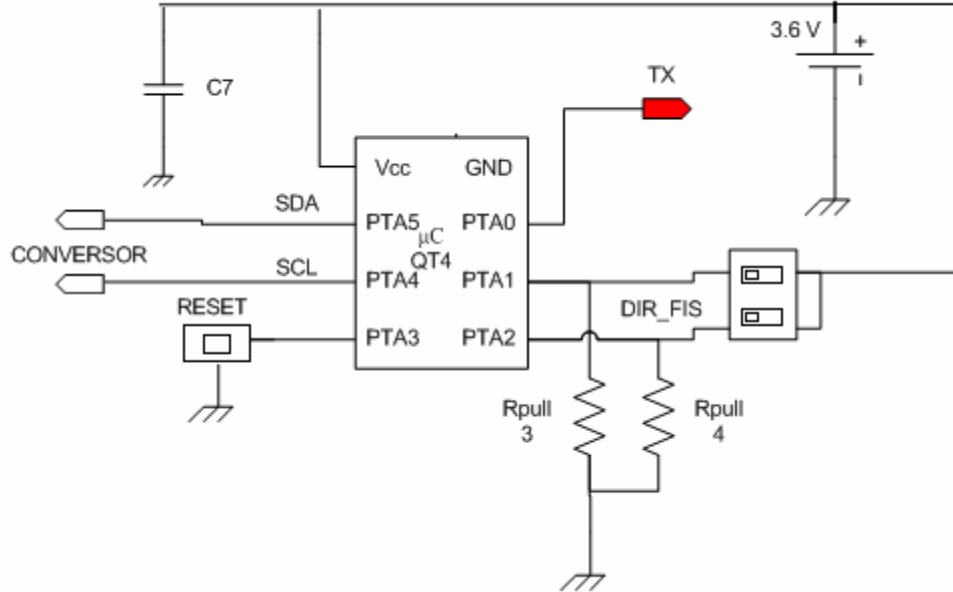 3.6 V
+
-
C7
TX
Vcc
GND
SDA
PTA5
PTA0
µC
QT4
CONVERSOR
SCL
PTA4
PTA1
RESET
DIR_FIS
PTA3
PTA2
Rpull
3
Rpull
4